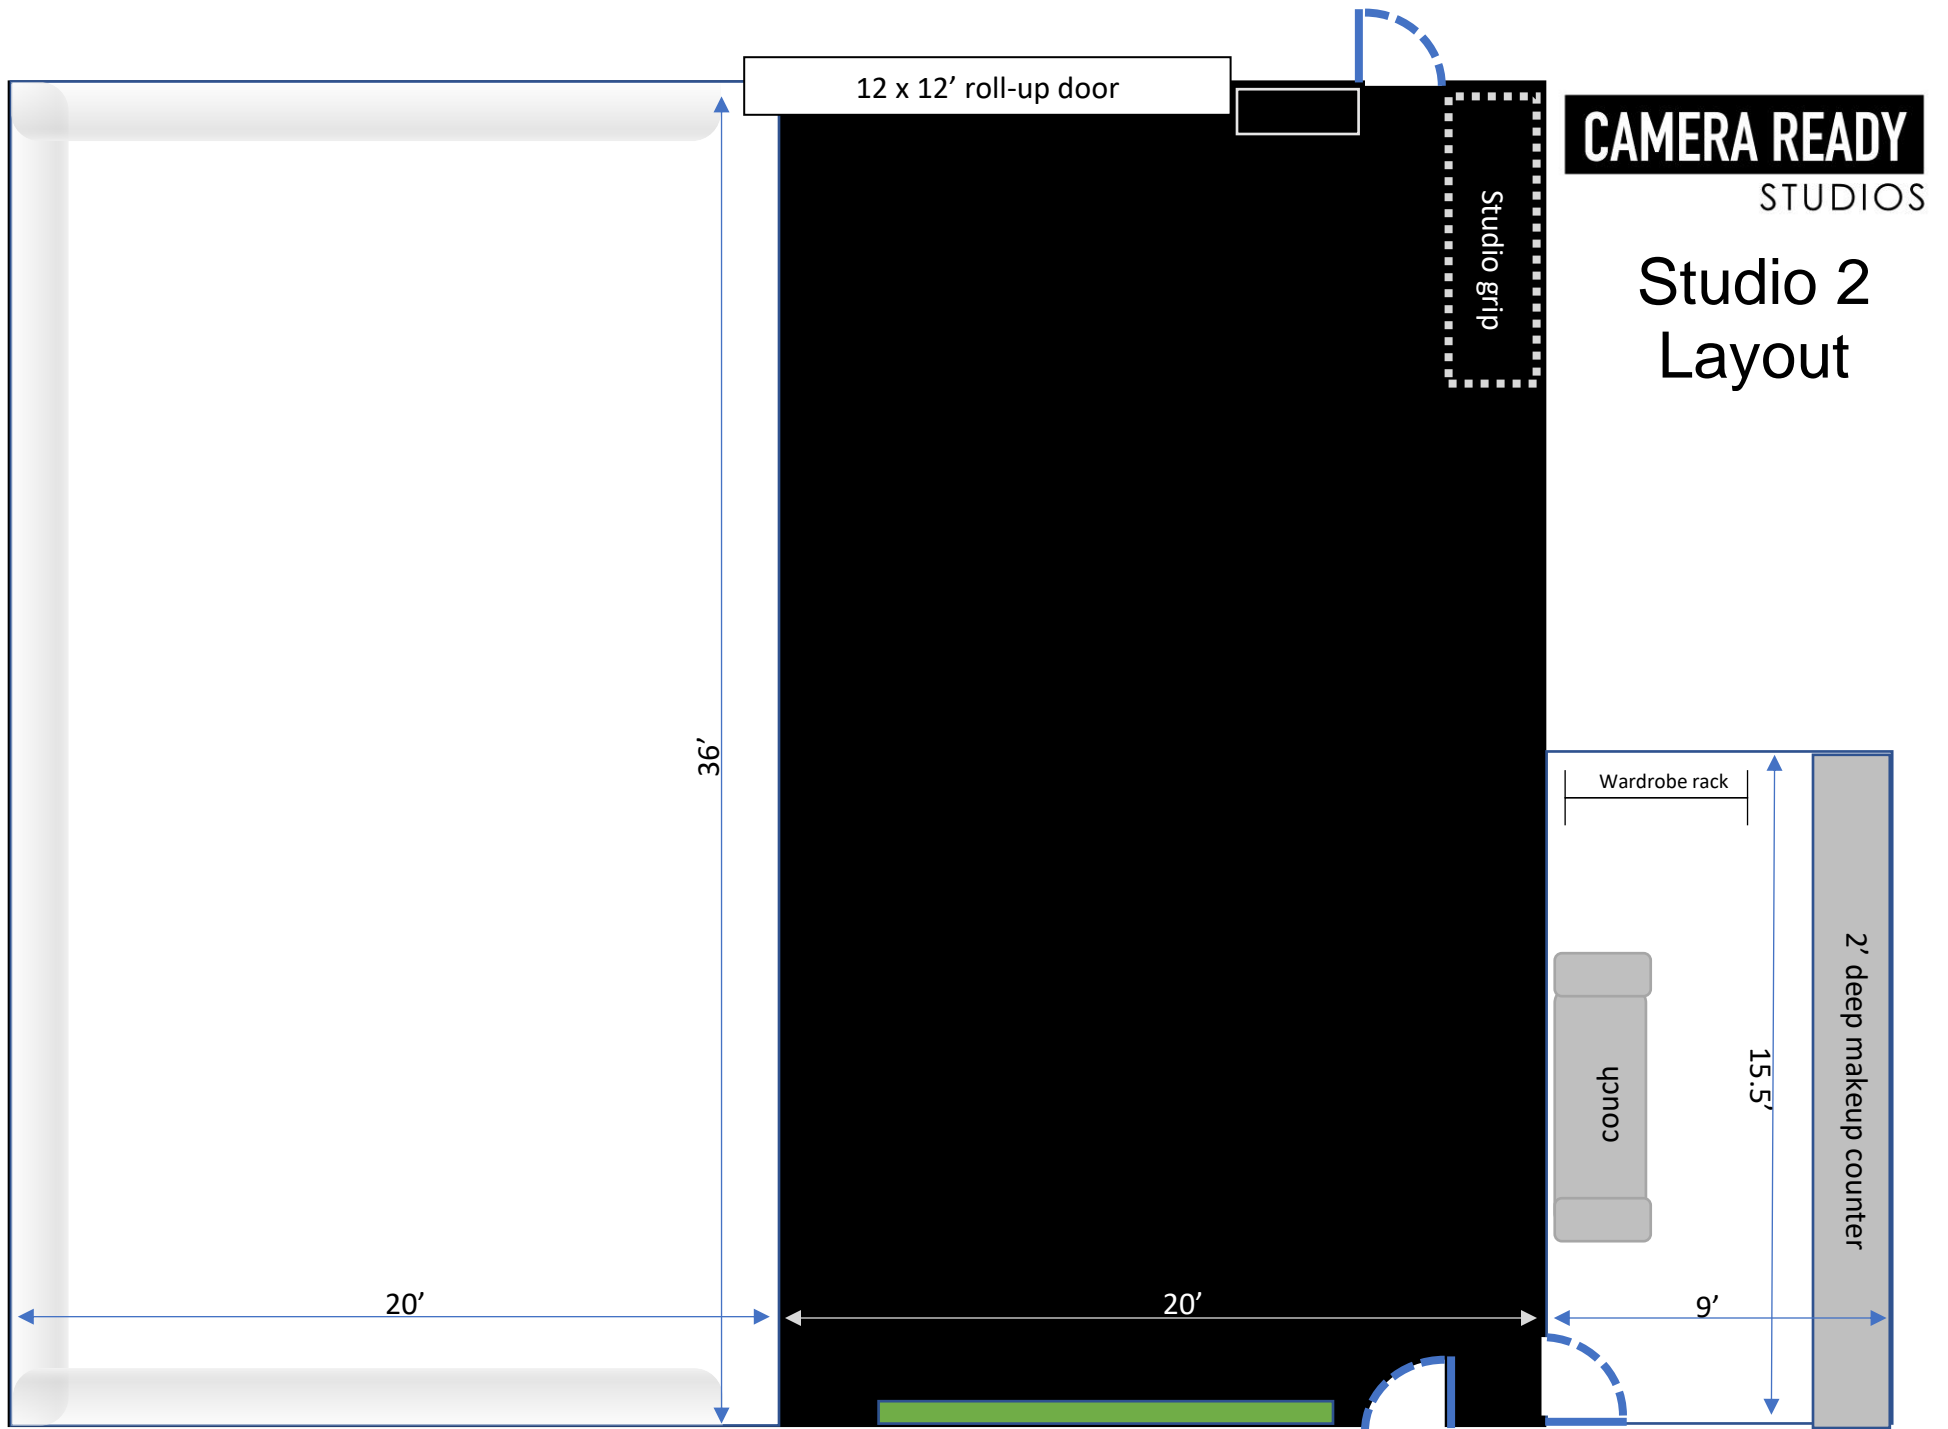 12 x 12’ roll-up door
CAMERA READY
STUDIOS
Studio grip
Studio 2
Layout
36’
Wardrobe rack
2’ deep makeup counter
15.5’
couch
20’
20’
9’